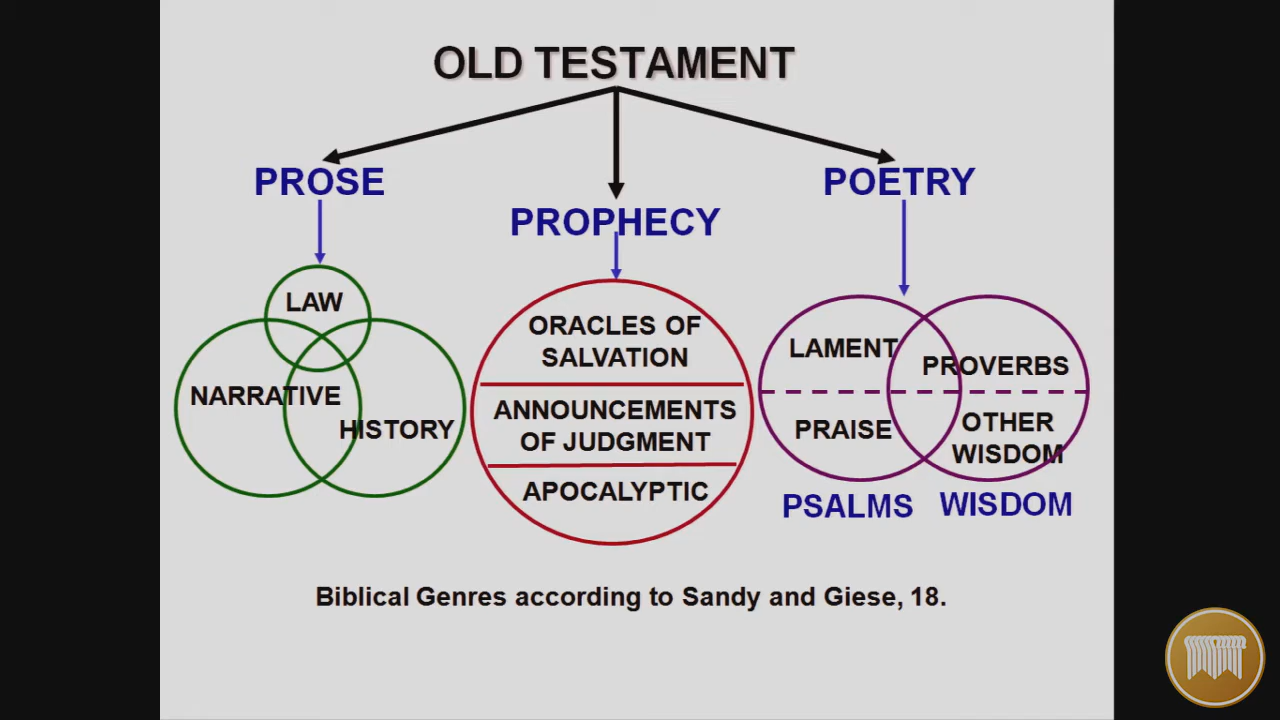 OLD TESTAMENT
PROSE
PROPHECY
POETRY
LAW
NARRATIVE
HISTORY
ORACLES OF
SALVATION
ANNOUNCEMENTS
OF JUDGMENT
APOCALYPTIC
LAMENT
PRAISE
PROVERBS
OTHER
WISDOM
PSALMS
WISDOM
Biblical Genres according to Sandy and Giese, 18.